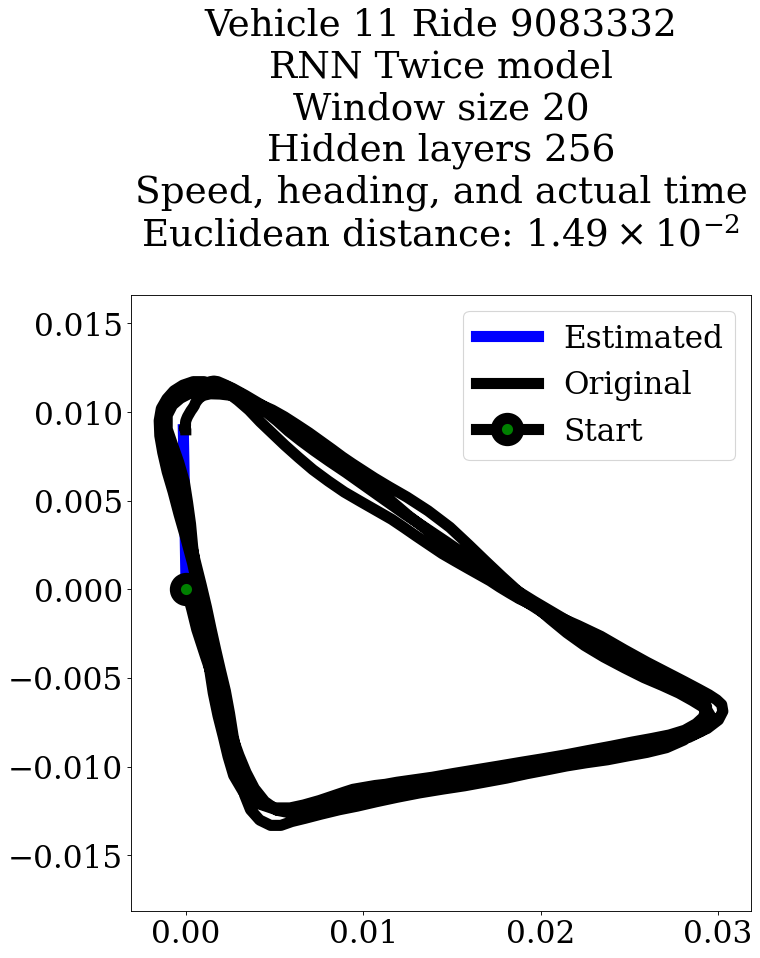 Vehicle 11 Ride 9083332
RNN Twice model
Window size 20
Hidden layers 256
Speed, heading, and actual time
Euclidean distance: 1.49 × 10⁻²
Estimated
Original
Start
0.015
0.010
0.005
0.000
−0.005
−0.010
−0.015
0.00 0.01 0.02 0.03